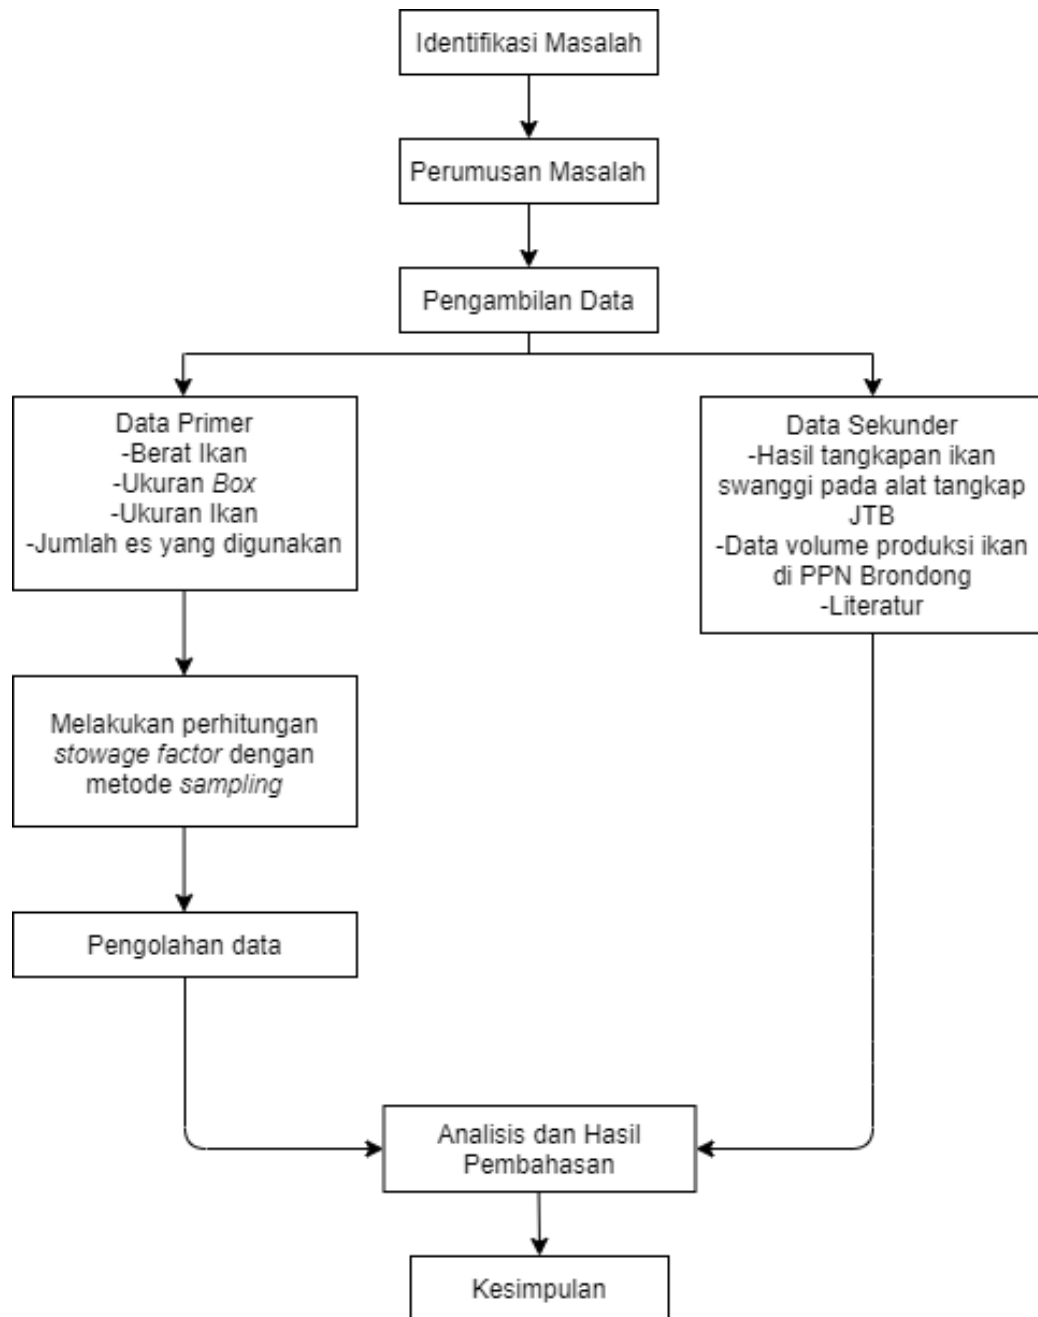 Identifikasi Masalah
Perumusan Masalah
Pengambilan Data
Data Primer
-Berat Ikan
-Ukuran Box
-Ukuran Ikan
-Jumlah es yang digunakan
Data Sekunder
-Hasil tangkapan ikan
swanggi pada alat tangkap
JTB
-Data volume produksi ikan
di PPN Brondong
-Literatur
Melakukan perhitungan
stowage factor dengan
metode sampling
Pengolahan data
Analisis dan Hasil
Pembahasan
Kesimpulan